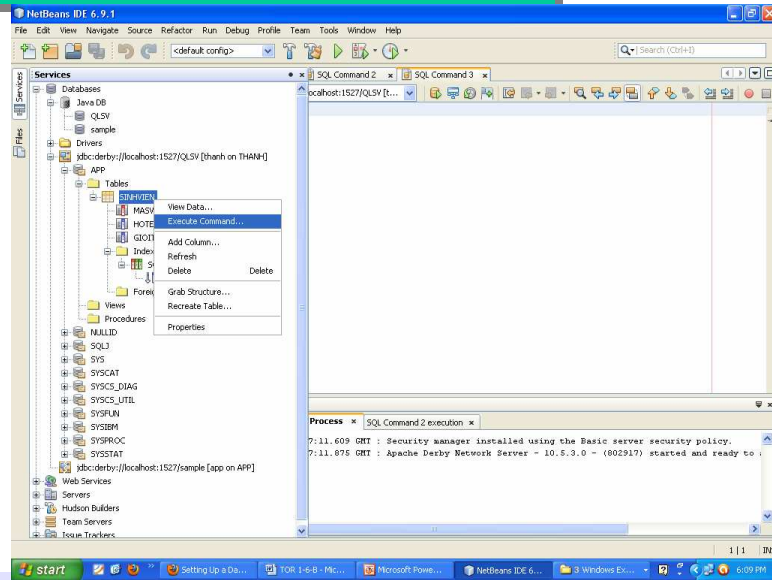 NetBeans IDE 6.9.1
File Edit View Navigate Source Refactor Run Debug Profile Team Tools Window Help
<default config>
Search (Ctrl+I)
Services
Files
Services
SQL Command 2 x
SQL Command 3 x
ocalhost:1527/QLSV [t...
Databases
Java DB
QLSV
sample
Drivers
jdbc:derby://localhost:1527/QLSV [thanh on THANH]
APP
Tables
SINHVIEN
MASV
HOTE
GIOIT
Index
S
Foreig
Views
Procedures
NULLID
SQLJ
SYS
SYSCAT
SYSCS_DIAG
SYSCS_UTIL
SYSFUN
SYSIBM
SYSPROC
SYSSTAT
jdbc:derby://localhost:1527/sample [app on APP]
Web Services
Servers
Hudson Builders
Team Servers
Issue Trackers
View Data...
Execute Command...
Add Column...
Refresh
Delete Delete
Grab Structure...
Recreate Table...
Properties
Process x
SQL Command 2 execution x
7:11.609 GMT : Security manager installed using the Basic server security policy.
7:11.875 GMT : Apache Derby Network Server - 10.5.3.0 - (802917) started and ready to
1|1 IN
start
Setting Up a Da...
TOR 1-6-8 - Mic...
Microsoft Powe...
NetBeans IDE 6...
3 Windows Ex...
6:09 PM